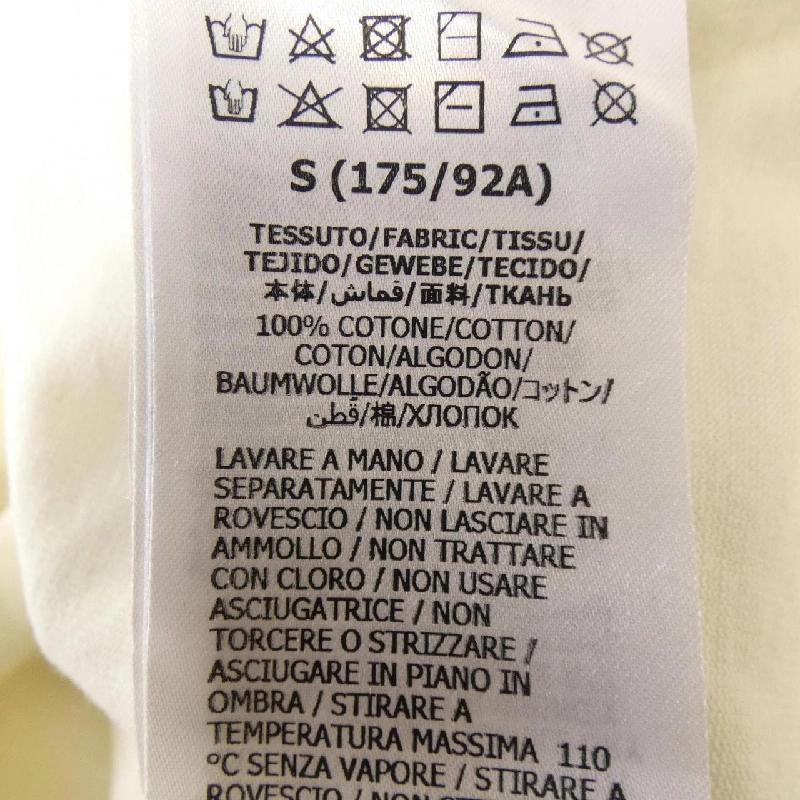 S (175/92A)
TESSUTO/FABRIC/TISSU/
TEJIDO/GEWEBE/TECIDO/
本体/قماش/面料/ТКАНЬ
100% COTONE/COTTON/
COTON/ALGODON/
BAUMWOLLE/ALGODÃO/コットン/
قُطن/棉/ХЛОПОК
LAVARE A MANO / LAVARE
SEPARATAMENTE / LAVARE A
ROVESCIO / NON LASCIARE IN
AMMOLLO / NON TRATTARE
CON CLORO / NON USARE
ASCIUGATRICE / NON
TORCERE O STRIZZARE /
ASCIUGARE IN PIANO IN
OMBRA / STIRARE A
TEMPERATURA MASSIMA 110
°C SENZA VAPORE / STIRARE A
ROVESCIO / NON